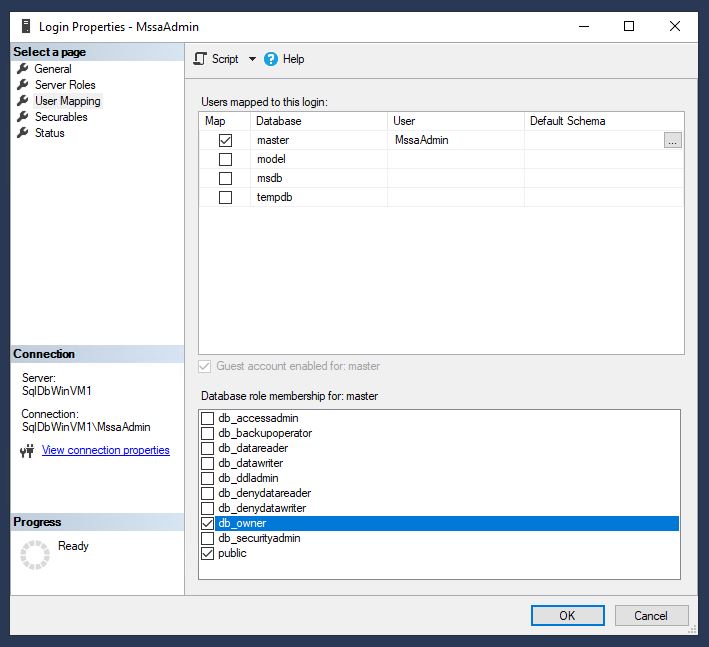 Login Properties - MssaAdmin
Select a page
General
Server Roles
User Mapping
Securables
Status
Connection
Server:
SqlDbWinVM1
Connection:
SqlDbWinVM1\MssaAdmin
View connection properties
Progress
Ready
Script
Help
Users mapped to this login:
Map Database User Default Schema
master MssaAdmin ...
model
msdb
tempdb
Guest account enabled for: master
Database role membership for: master
db_accessadmin
db_backupoperator
db_datareader
db_datawriter
db_ddladmin
db_denydatareader
db_denydatawriter
db_owner
db_securityadmin
public
OK Cancel